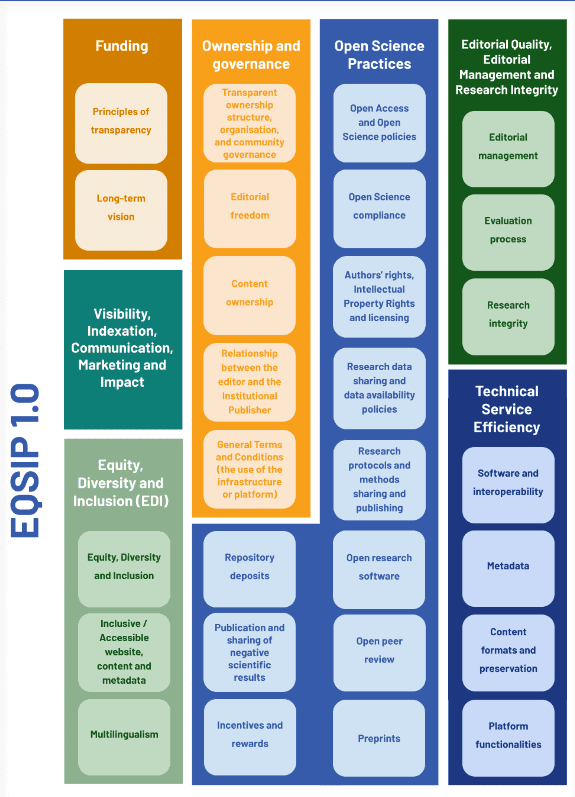 EQSIP 1.0
Funding
Principles of
transparency
Long-term
vision
Visibility,
Indexation,
Communication,
Marketing and
Impact
Equity,
Diversity and
Inclusion (EDI)
Equity, Diversity
and Inclusion
Inclusive /
Accessible
website,
content and
metadata
Multilingualism
Ownership and
governance
Transparent
ownership
structure,
organisation,
and community
governance
Editorial
freedom
Content
ownership
Relationship
between the
editor and the
Institutional
Publisher
General Terms
and Conditions
(the use of the
infrastructure
or platform)
Open Science
Practices
Open Access
and Open
Science policies
Open Science
compliance
Authors' rights,
Intellectual
Property Rights
and licensing
Research data
sharing and
data availability
policies
Research
protocols and
methods
sharing and
publishing
Repository
deposits
Publication and
sharing of
negative
scientific
results
Incentives and
rewards
Open research
software
Open peer
review
Preprints
Editorial Quality,
Editorial
Management and
Research Integrity
Editorial
management
Evaluation
process
Research
integrity
Technical
Service
Efficiency
Software and
interoperability
Metadata
Content
formats and
preservation
Platform
functionalities